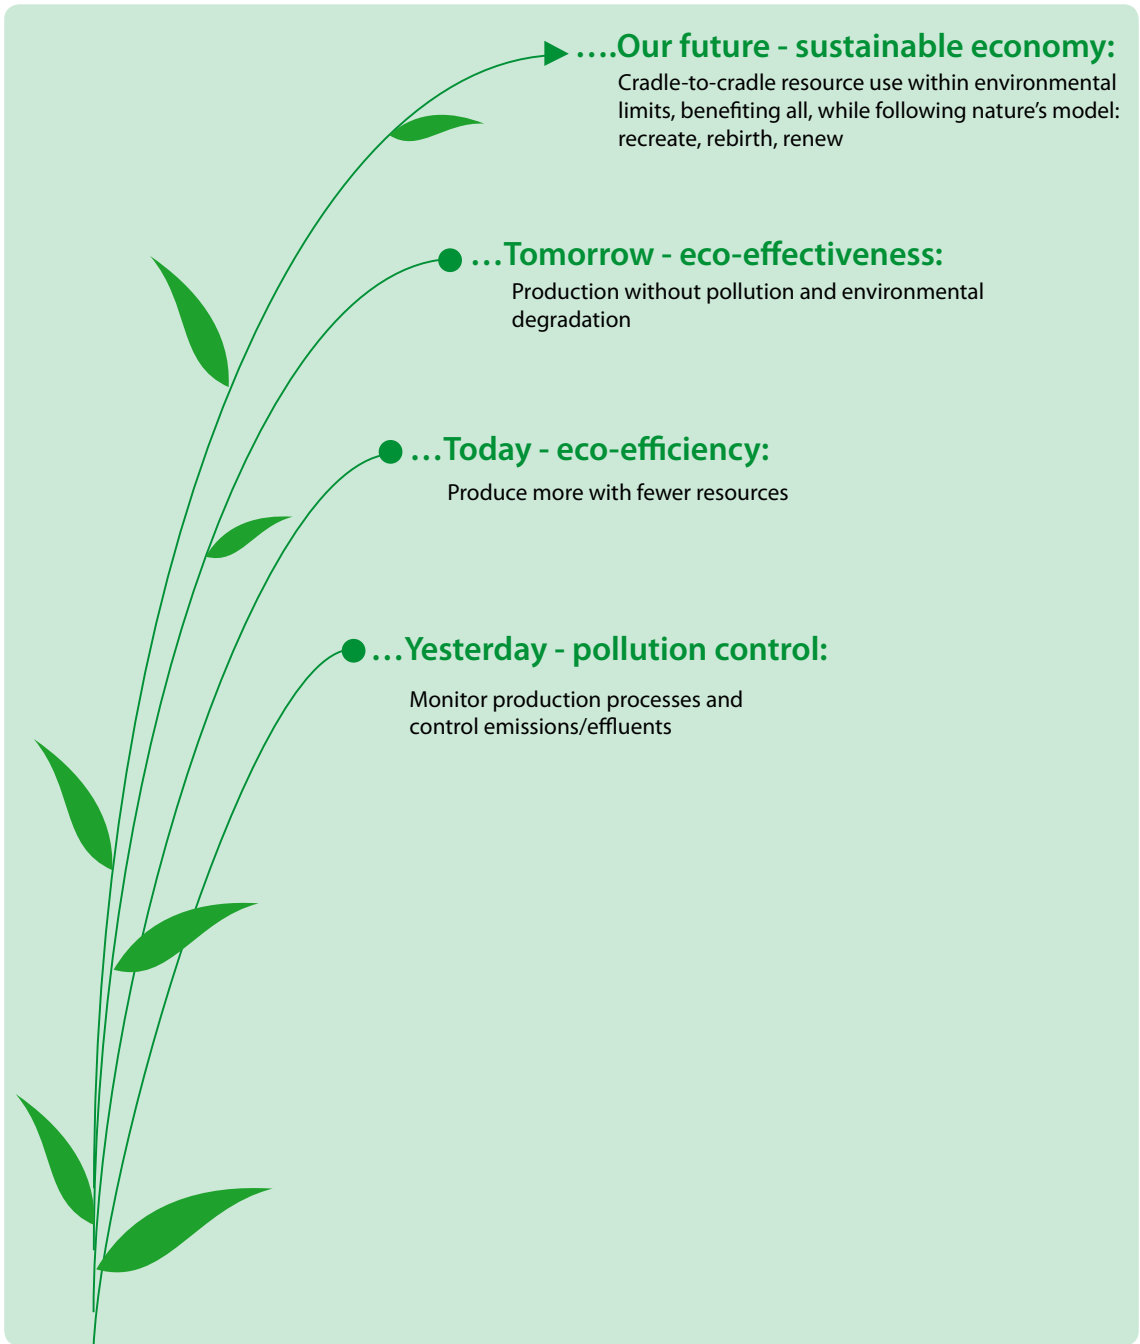 ….Our future - sustainable economy:
Cradle-to-cradle resource use within environmental
limits, benefiting all, while following nature’s model:
recreate, rebirth, renew
…Tomorrow - eco-effectiveness:
Production without pollution and environmental
degradation
…Today - eco-efficiency:
Produce more with fewer resources
…Yesterday - pollution control:
Monitor production processes and
control emissions/effluents